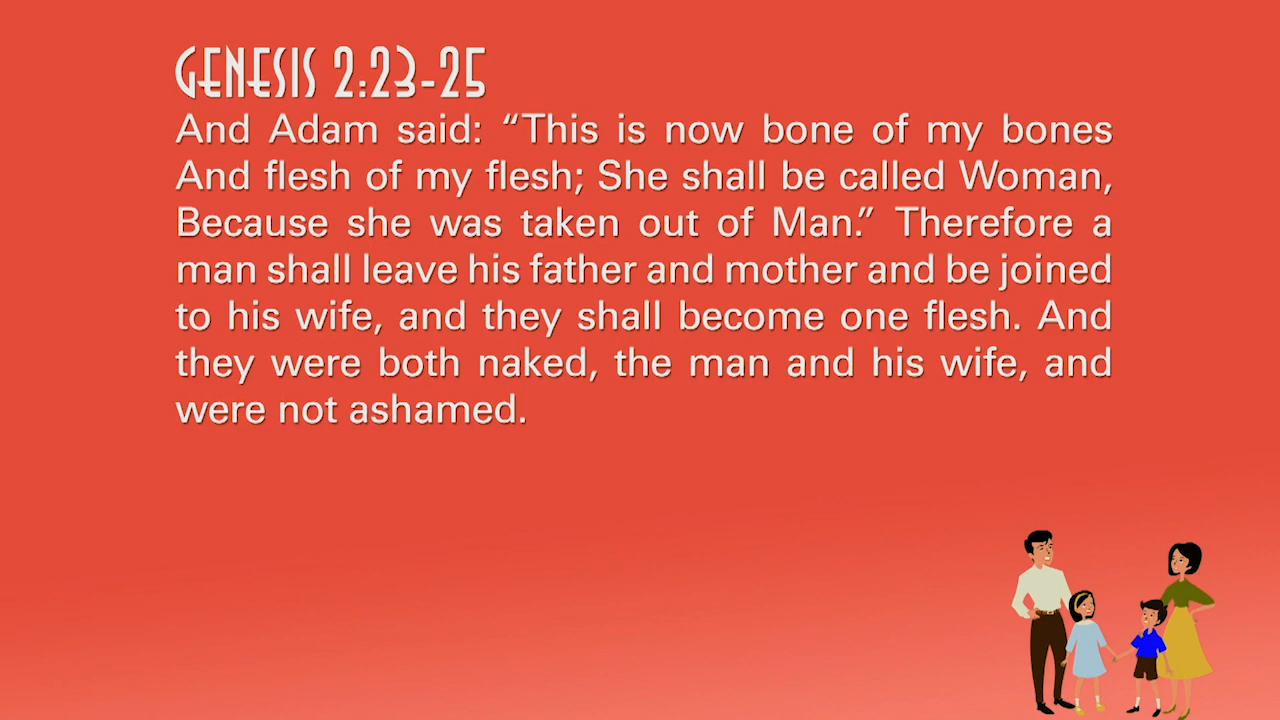 GENESIS 2:23-25
And Adam said: “This is now bone of my bones
And flesh of my flesh; She shall be called Woman,
Because she was taken out of Man.” Therefore a
man shall leave his father and mother and be joined
to his wife, and they shall become one flesh. And
they were both naked, the man and his wife, and
were not ashamed.